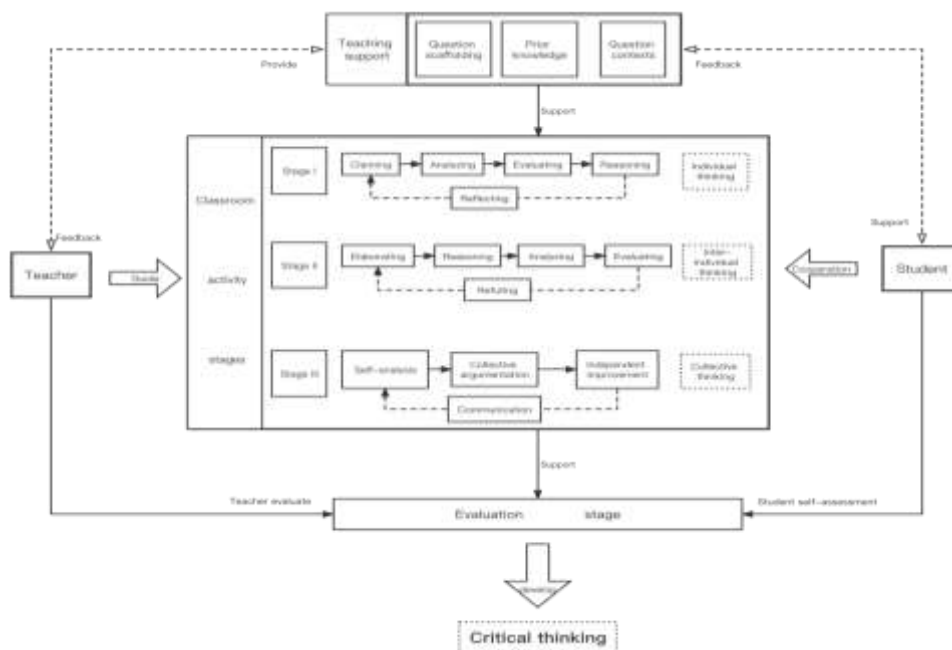 Teaching
support
Question
scaffolding
Prior
knowledge
Question
contexts
Provide
Feedback
Support
Classroom
activity
stages
Stage I
Claiming
Analyzing
Evaluating
Reasoning
Reflecting
Individual
thinking
Feedback
Support
Teacher
Guide
Stage II
Elaborating
Reasoning
Analyzing
Evaluating
Refuting
Inter-
individual
thinking
Cooperation
Student
Stage III
Self-analysis
Collective
argumentation
Independent
improvement
Communication
Collective
thinking
Support
Teacher evaluate
Student self-assessment
Evaluation stage
develop
Critical thinking